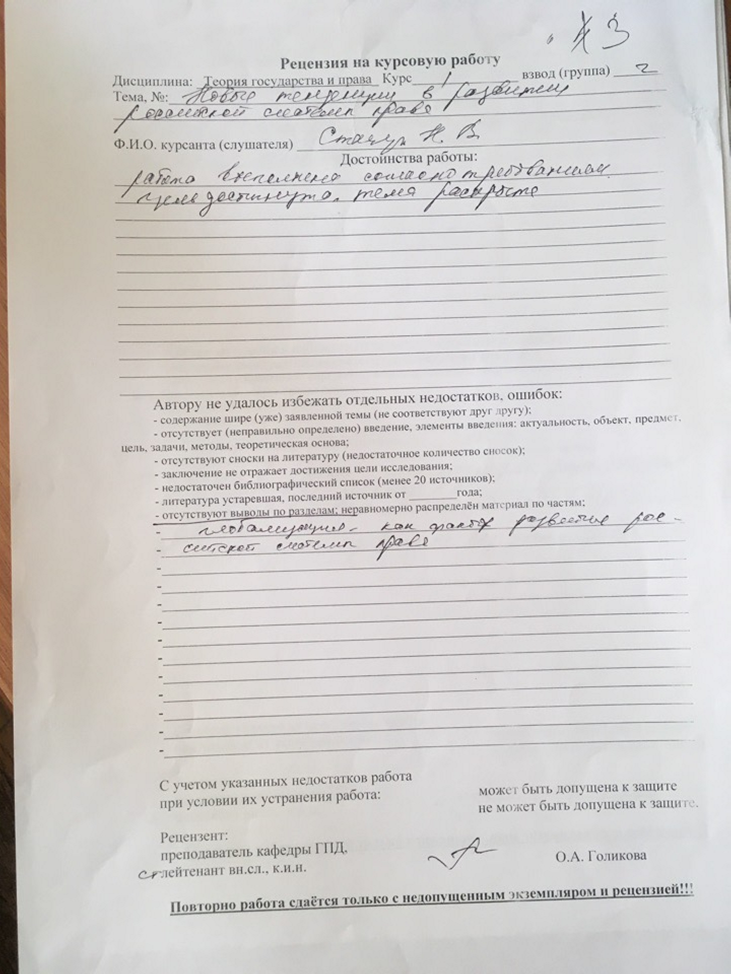 3
Рецензия на курсовую работу
Дисциплина: Теория государства и права Курс 1 взвод (группа) 2
Тема, №: Новые тенденции в развитии
российской системы права
Ф.И.О. курсанта (слушателя) Н. В.
Достоинства работы:
работа выполнена согласно требованиям.
цель достигнута. тема раскрыта
Автору не удалось избежать отдельных недостатков, ошибок:
- содержание шире (уже) заявленной темы (не соответствуют друг другу);
- отсутствует (неправильно определено) введение, элементы введения: актуальность, объект, предмет,
цель, задачи, методы, теоретическая основа;
- отсутствуют сноски на литературу (недостаточное количество сносок);
- заключение не отражает достижения цели исследования;
- недостаточен библиографический список (менее 20 источников);
- литература устаревшая, последний источник от ________года;
- отсутствуют выводы по разделам; неравномерно распределён материал по частям;
- глобализация - как фактор развития рос-
- сийской системы права
-
-
-
-
-
-
-
-
-
-
-
С учетом указанных недостатков работа может быть допущена к защите
при условии их устранения работа: не может быть допущена к защите.
Рецензент:
преподаватель кафедры ГПД,
ст лейтенант вн.сл., к.и.н. О.А. Голикова
Повторно работа сдаётся только с недопущенным экземпляром и рецензией!!!